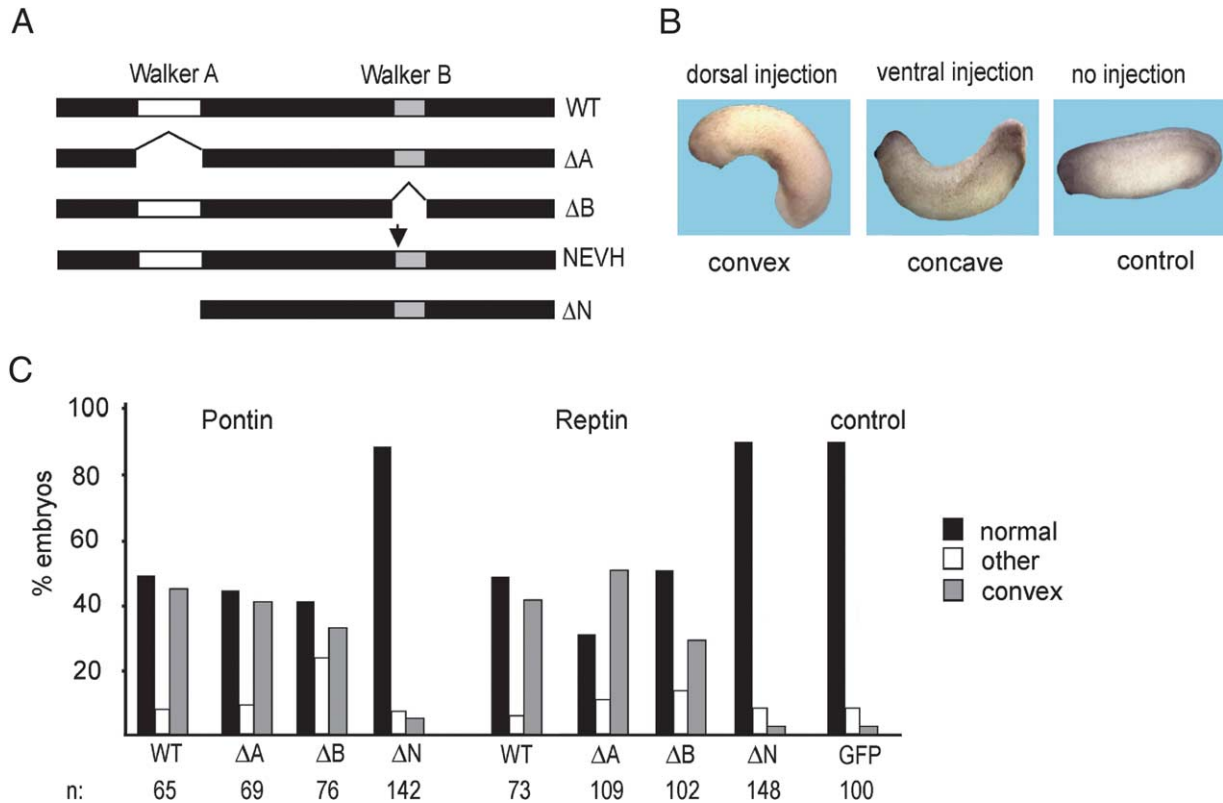 A
Walker A Walker B
WT
ΔA
ΔB
NEVH
ΔN
B
dorsal injection ventral injection no injection
convex concave control
C
Pontin Reptin control
100
80
60
40
20
% embryos
normal
other
convex
WT ΔA ΔB ΔN WT ΔA ΔB ΔN GFP
n: 65 69 76 142 73 109 102 148 100